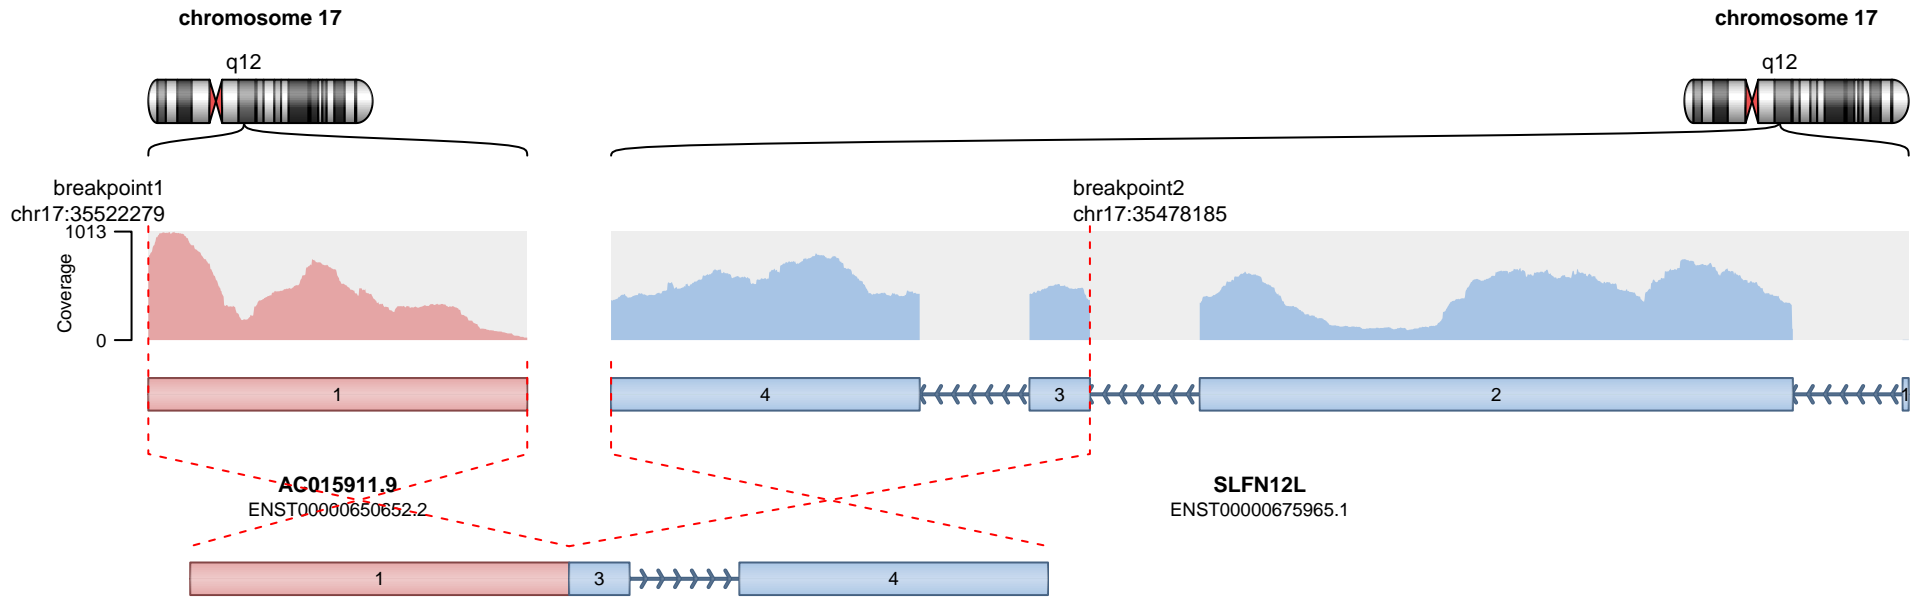 chromosome 17
chromosome 17
q12
q12
breakpoint1
chr17:35522279
breakpoint2
chr17:35478185
1013
Coverage
0
1
4
3
2
1
AC015911.9
ENST00000650652.2
SLFN12L
ENST00000675965.1
1
3
4